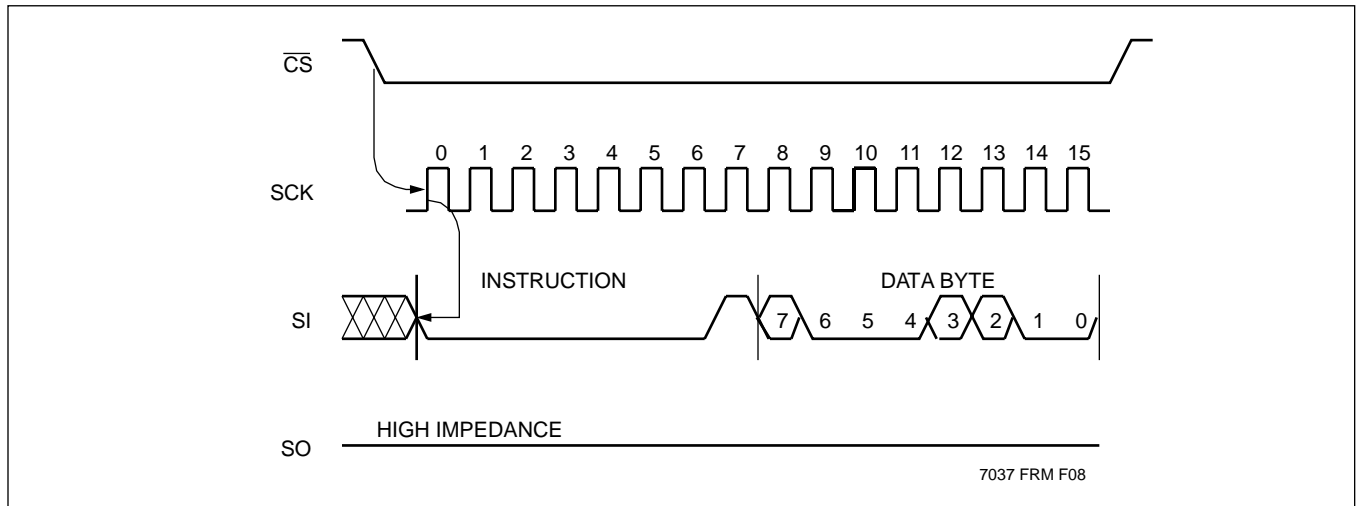 CS
0 1 2 3 4 5 6 7 8 9 10 11 12 13 14 15
SCK
INSTRUCTION DATA BYTE
SI 7 6 5 4 3 2 1 0
HIGH IMPEDANCE
SO
7037 FRM F08